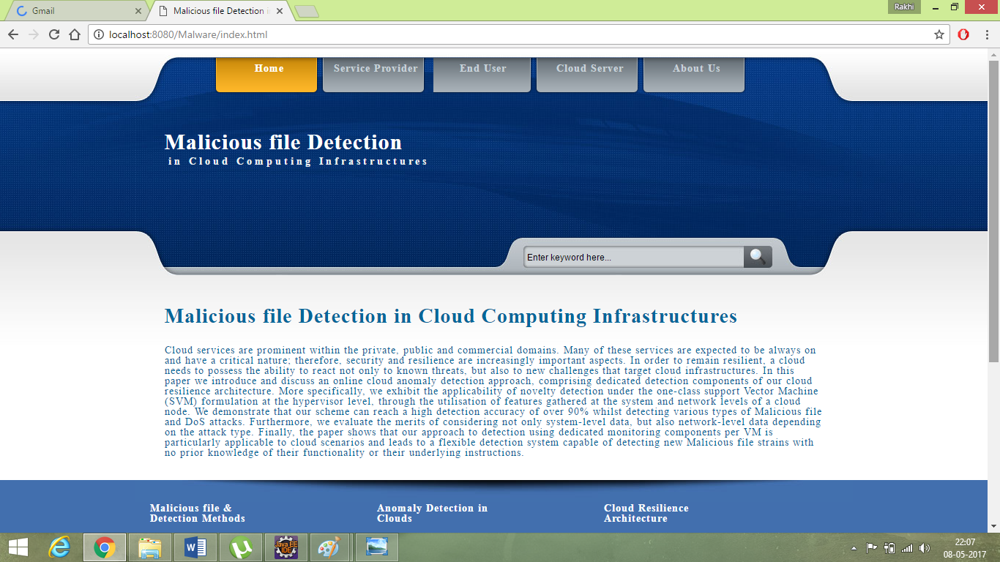 Gmail
Malicious file Detection i
Rakhi
localhost:8080/Malware/index.html
Home
Service Provider
End User
Cloud Server
About Us
Malicious file Detection
in Cloud Computing Infrastructures
Enter keyword here...
Malicious file Detection in Cloud Computing Infrastructures
Cloud services are prominent within the private, public and commercial domains. Many of these services are expected to be always on
and have a critical nature; therefore, security and resilience are increasingly important aspects. In order to remain resilient, a cloud
needs to possess the ability to react not only to known threats, but also to new challenges that target cloud infrastructures. In this
paper we introduce and discuss an online cloud anomaly detection approach, comprising dedicated detection components of our cloud
resilience architecture. More specifically, we exhibit the applicability of novelty detection under the one-class support Vector Machine
(SVM) formulation at the hypervisor level, through the utilisation of features gathered at the system and network levels of a cloud
node. We demonstrate that our scheme can reach a high detection accuracy of over 90% whilst detecting various types of Malicious file
and DoS attacks. Furthermore, we evaluate the merits of considering not only system-level data, but also network-level data depending
on the attack type. Finally, the paper shows that our approach to detection using dedicated monitoring components per VM is
particularly applicable to cloud scenarios and leads to a flexible detection system capable of detecting new Malicious file strains with
no prior knowledge of their functionality or their underlying instructions.
Malicious file &
Detection Methods
Anomaly Detection in
Clouds
Cloud Resilience
Architecture
Java EE
IDE
22:07
08-05-2017